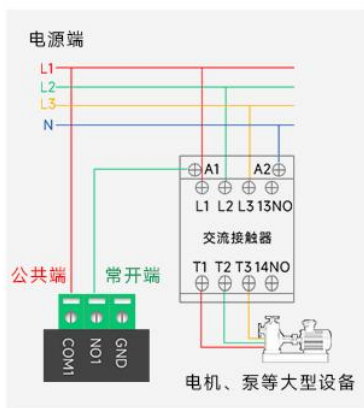 电源端
L1
L2
L3
N
A1 A2
L1 L2 L3 13NO
交流接触器
T1 T2 T3 14NO
公共端 常开端
COM1 NO1 GND
电机、泵等大型设备